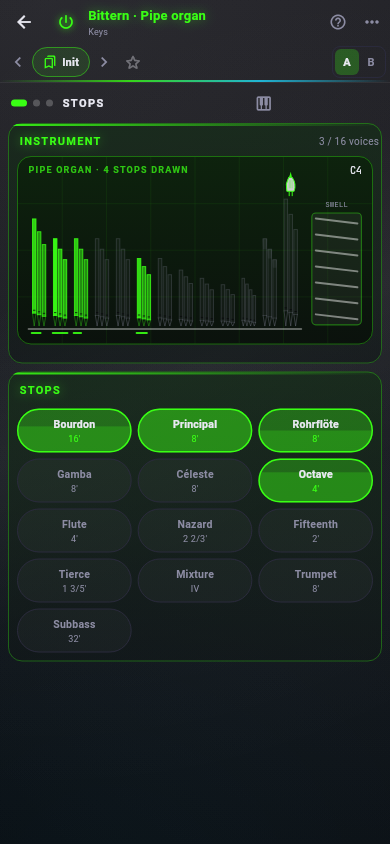 Bittern · Pipe organ
Keys
Init
A B
STOPS
INSTRUMENT 3 / 16 voices
PIPE ORGAN · 4 STOPS DRAWN C4
SWELL
STOPS
Bourdon Principal Rohrflöte
16' 8' 8'
Gamba Céleste Octave
8' 8' 4'
Flute Nazard Fifteenth
4' 2 2/3' 2'
Tierce Mixture Trumpet
1 3/5' IV 8'
Subbass
32'